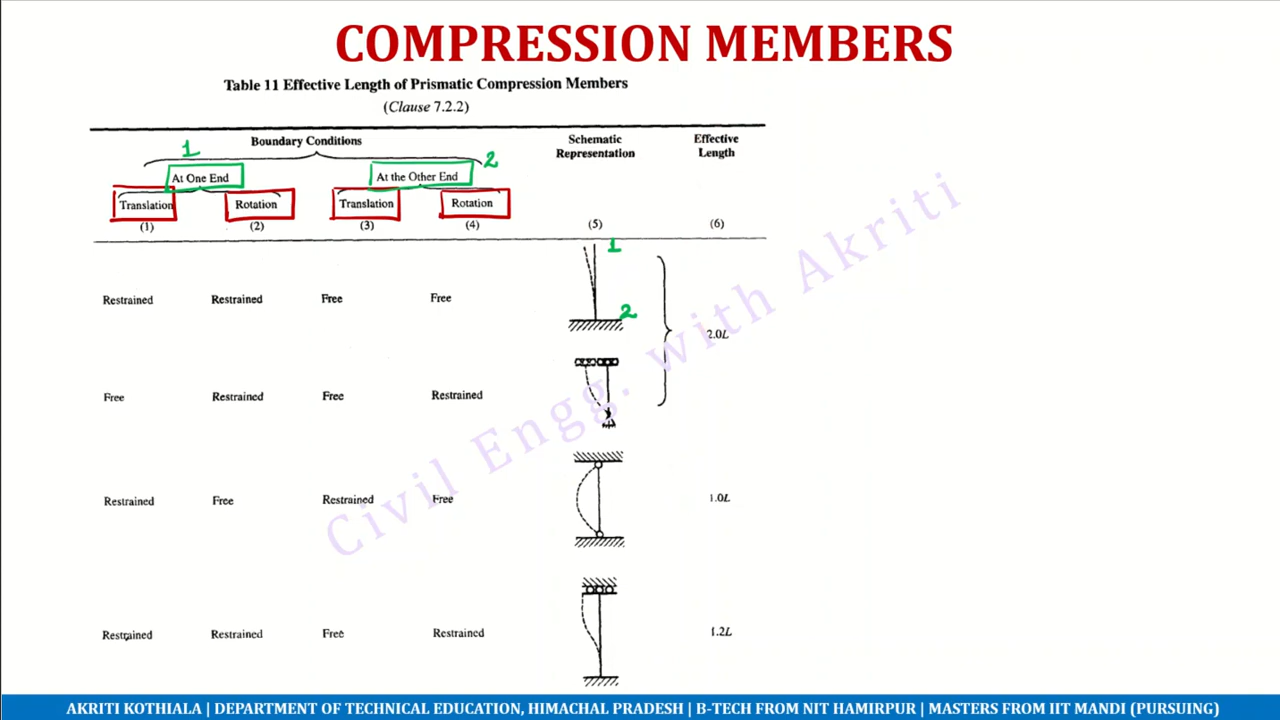 COMPRESSION MEMBERS
Table 11 Effective Length of Prismatic Compression Members
(Clause 7.2.2)
Boundary Conditions Schematic Representation Effective Length
1 2
At One End At the Other End
Translation Rotation Translation Rotation
(1) (2) (3) (4) (5) (6)
1
Restrained Restrained Free Free
2
2.0L
Free Restrained Free Restrained
Restrained Free Restrained Free 1.0L
Restrained Restrained Free Restrained 1.2L
Civil Engg. with Akriti
AKRITI KOTHIALA | DEPARTMENT OF TECHNICAL EDUCATION, HIMACHAL PRADESH | B-TECH FROM NIT HAMIRPUR | MASTERS FROM IIT MANDI (PURSUING)